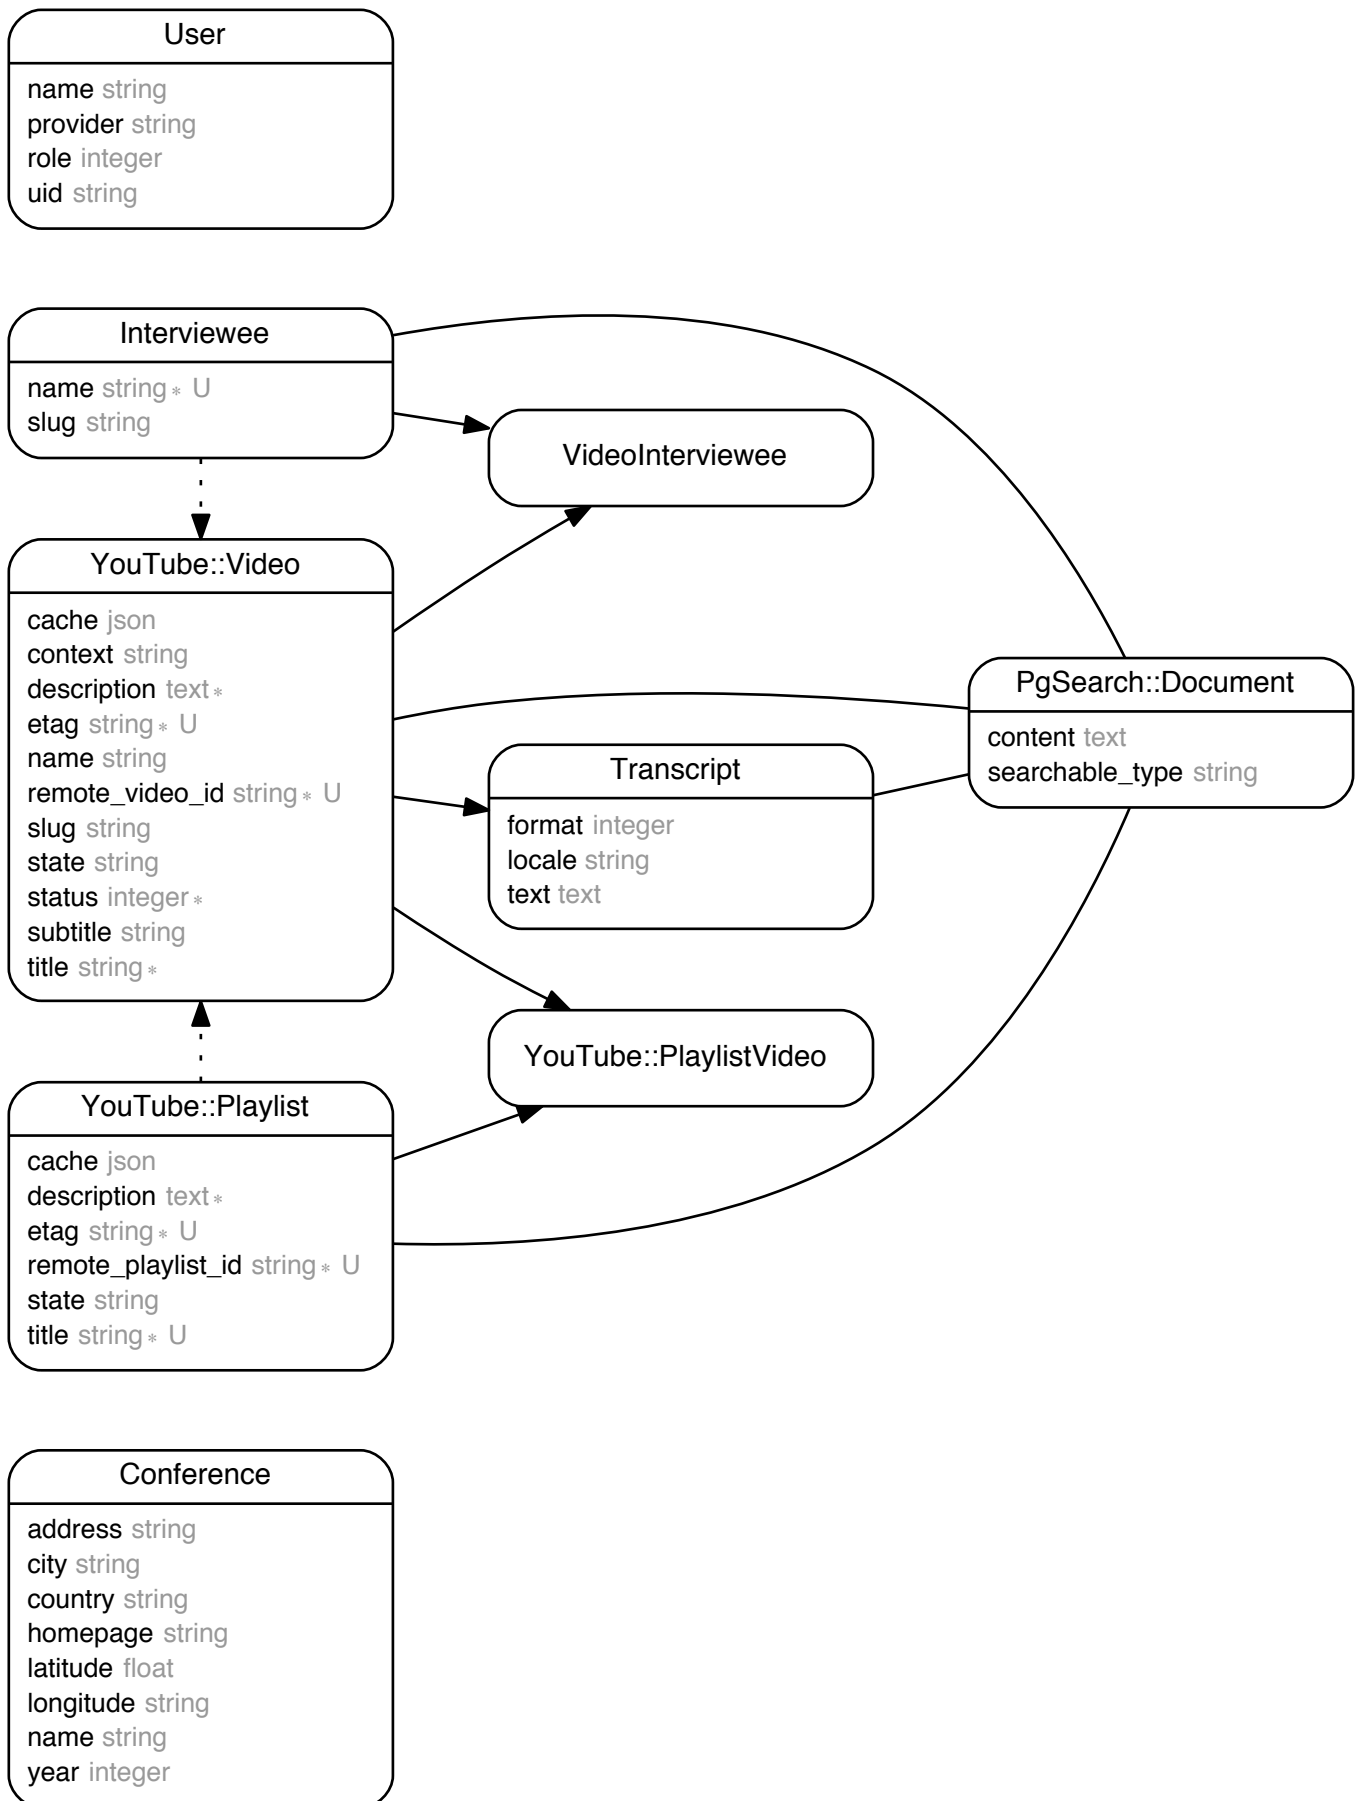 User
name string
provider string
role integer
uid string
Interviewee
name string* U
slug string
VideoInterviewee
YouTube::Video
cache json
context string
description text*
etag string* U
name string
remote_video_id string* U
slug string
state string
status integer*
subtitle string
title string*
PgSearch::Document
content text
searchable_type string
Transcript
format integer
locale string
text text
YouTube::PlaylistVideo
YouTube::Playlist
cache json
description text*
etag string* U
remote_playlist_id string* U
state string
title string* U
Conference
address string
city string
country string
homepage string
latitude float
longitude string
name string
year integer